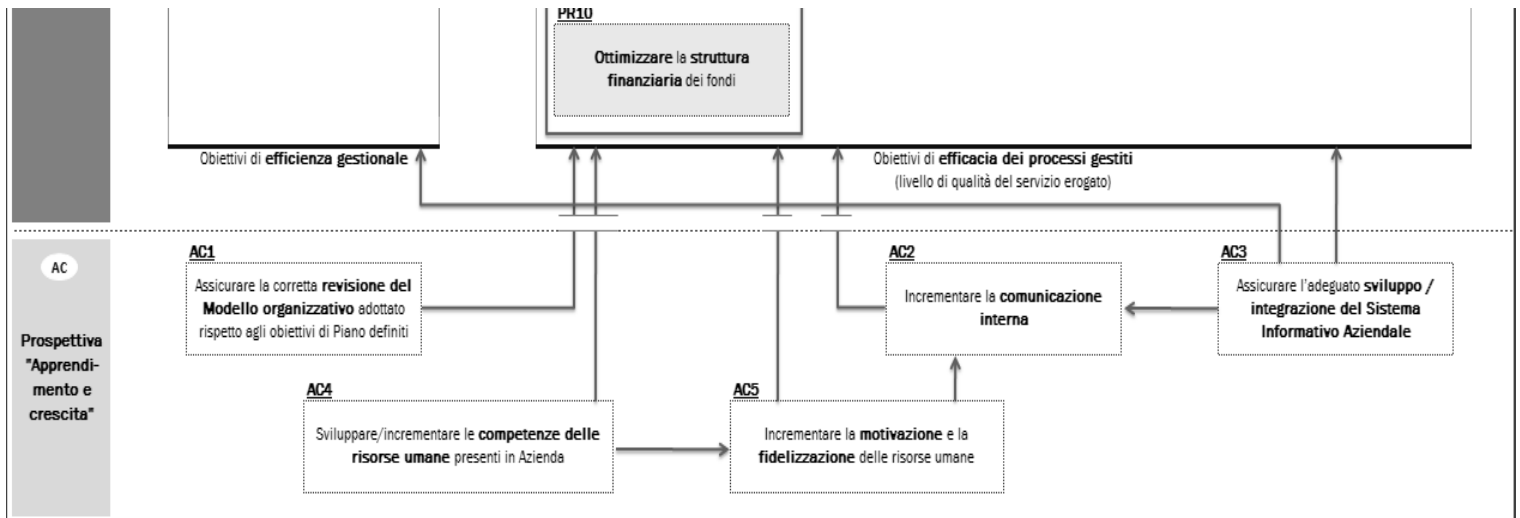 PR10
Ottimizzare la struttura
finanziaria dei fondi
Obiettivi di efficienza gestionale
Obiettivi di efficacia dei processi gestiti
(livello di qualità del servizio erogato)
AC
Prospettiva
"Apprendi-
mento e
crescita"
AC1
Assicurare la corretta revisione del
Modello organizzativo adottato
rispetto agli obiettivi di Piano definiti
AC2
Incrementare la comunicazione
interna
AC3
Assicurare l'adeguato sviluppo /
integrazione del Sistema
Informativo Aziendale
AC4
Sviluppare/incrementare le competenze delle
risorse umane presenti in Azienda
AC5
Incrementare la motivazione e la
fidelizzazione delle risorse umane